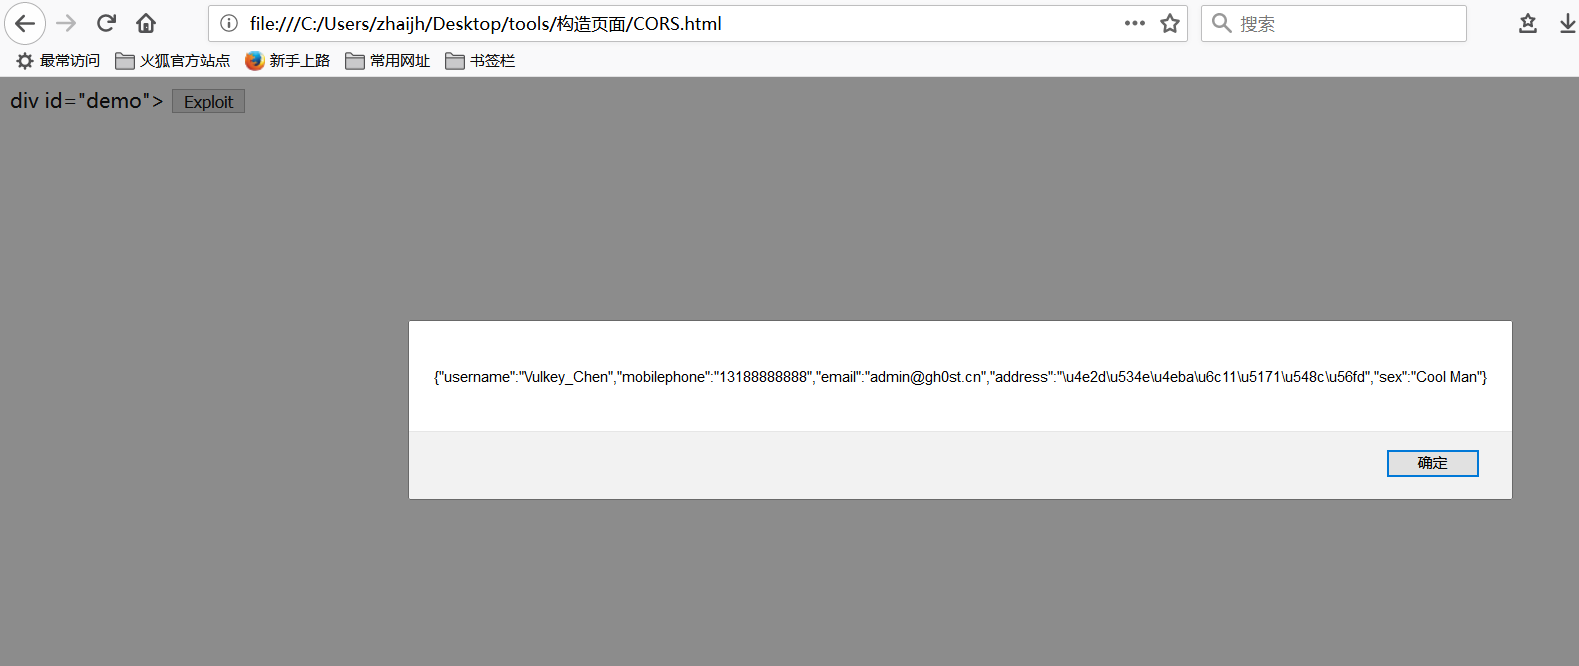 file:///C:/Users/zhaijh/Desktop/tools/构造页面/CORS.html 搜索
最常访问 火狐官方站点 新手上路 常用网址 书签栏
div id="demo"> Exploit
{"username":"Vulkey_Chen","mobilephone":"13188888888","email":"admin@gh0st.cn","address":"\u4e2d\u534e\u4eba\u6c11\u5171\u548c\u56fd","sex":"Cool Man"}
确定